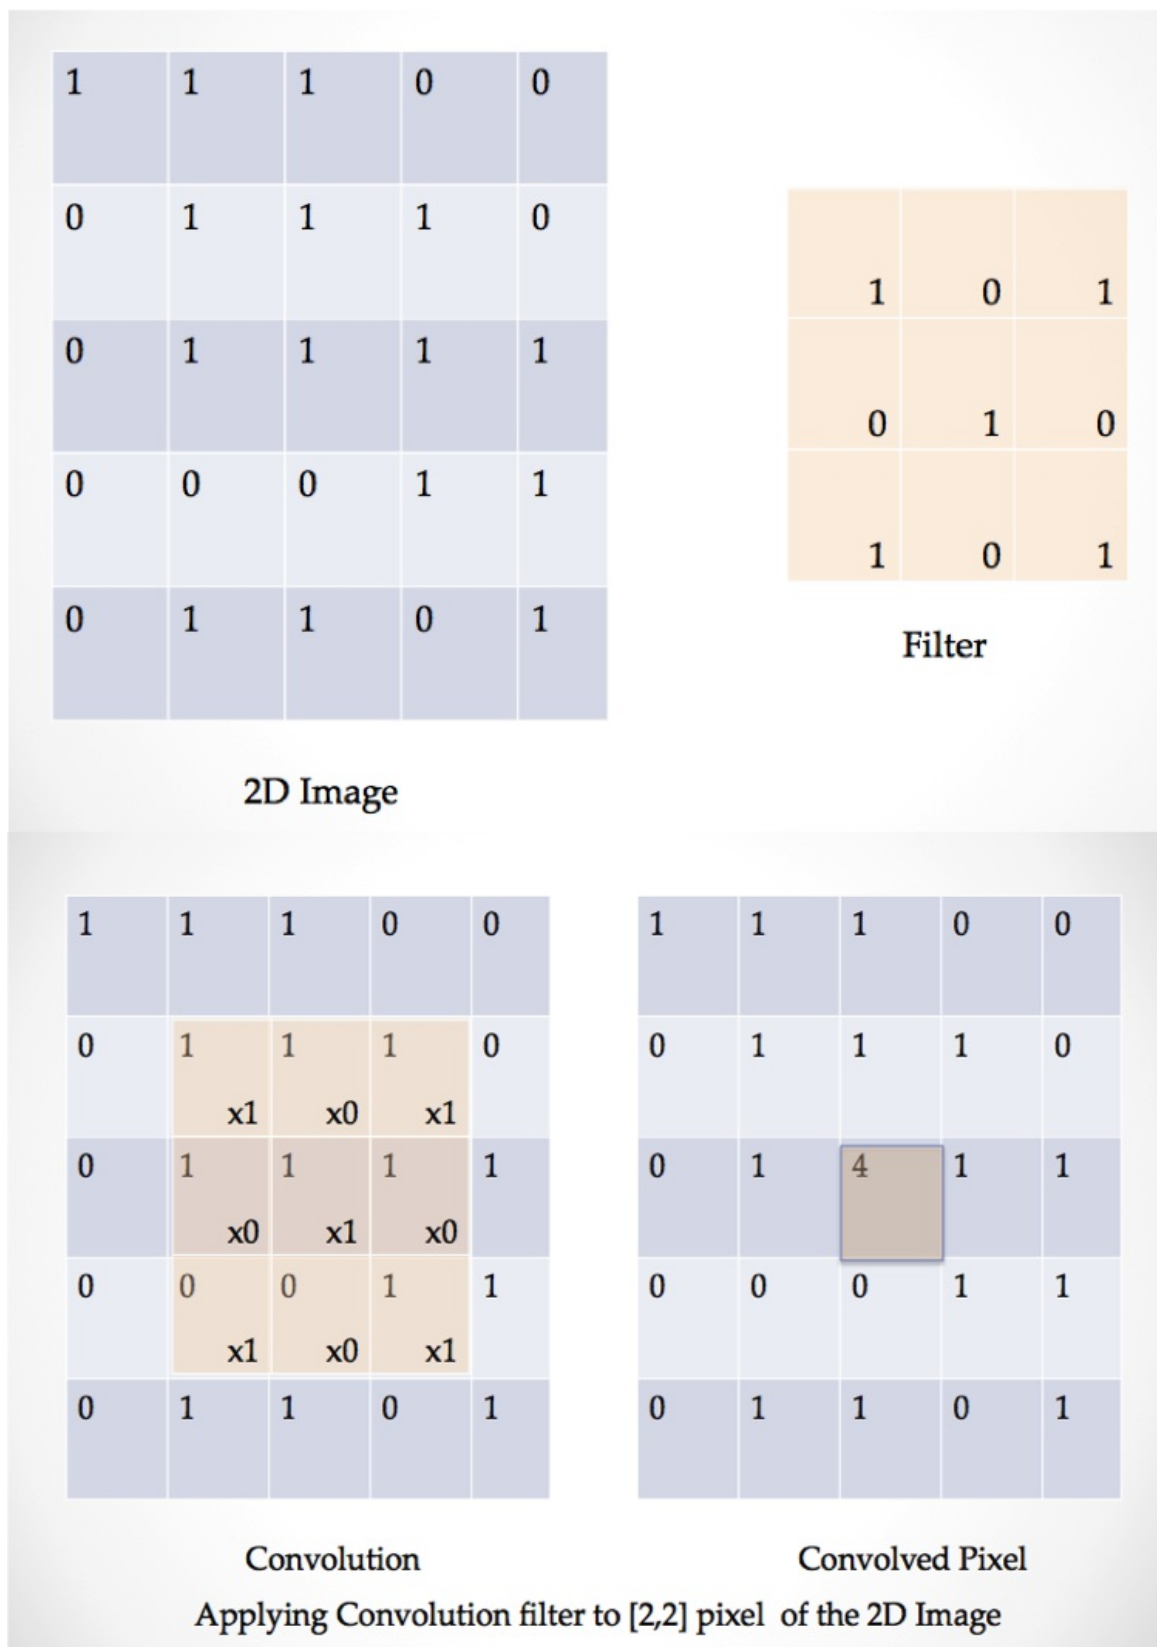 1 1 1 0 0
0 1 1 1 0
0 1 1 1 1
0 0 0 1 1
0 1 1 0 1
2D Image
1 0 1
0 1 0
1 0 1
Filter
1 1 1 0 0
0 1 1 1 0
x1 x0 x1
0 1 1 1 1
x0 x1 x0
0 0 0 1 1
x1 x0 x1
0 1 1 0 1
Convolution
1 1 1 0 0
0 1 1 1 0
0 1 4 1 1
0 0 0 1 1
0 1 1 0 1
Convolved Pixel
Applying Convolution filter to [2,2] pixel of the 2D Image